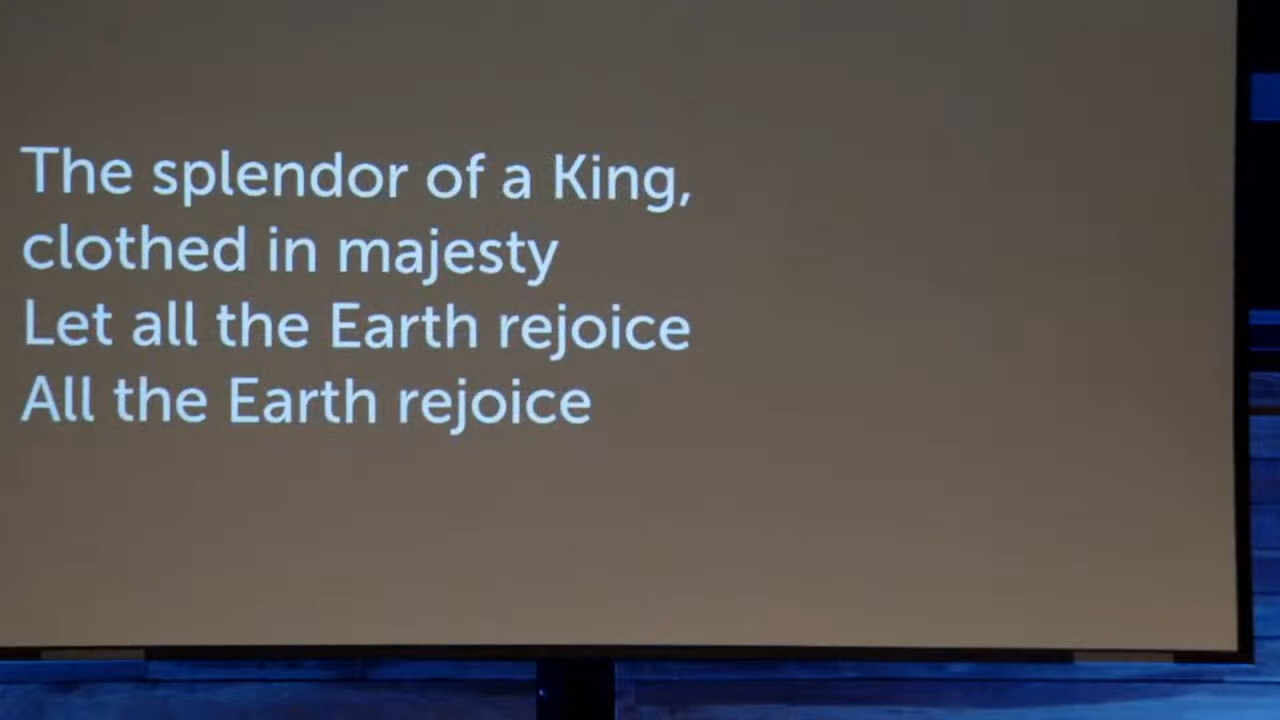 The splendor of a King,
clothed in majesty
Let all the Earth rejoice
All the Earth rejoice